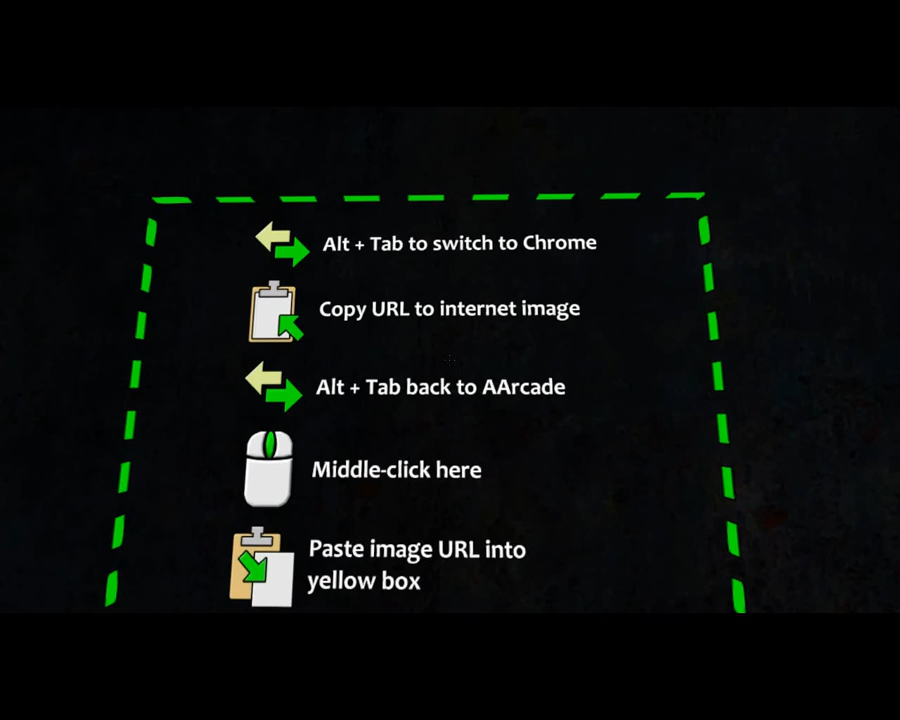 Alt + Tab to switch to Chrome
Copy URL to internet image
Alt + Tab back to AArcade
Middle-click here
Paste image URL into
yellow box